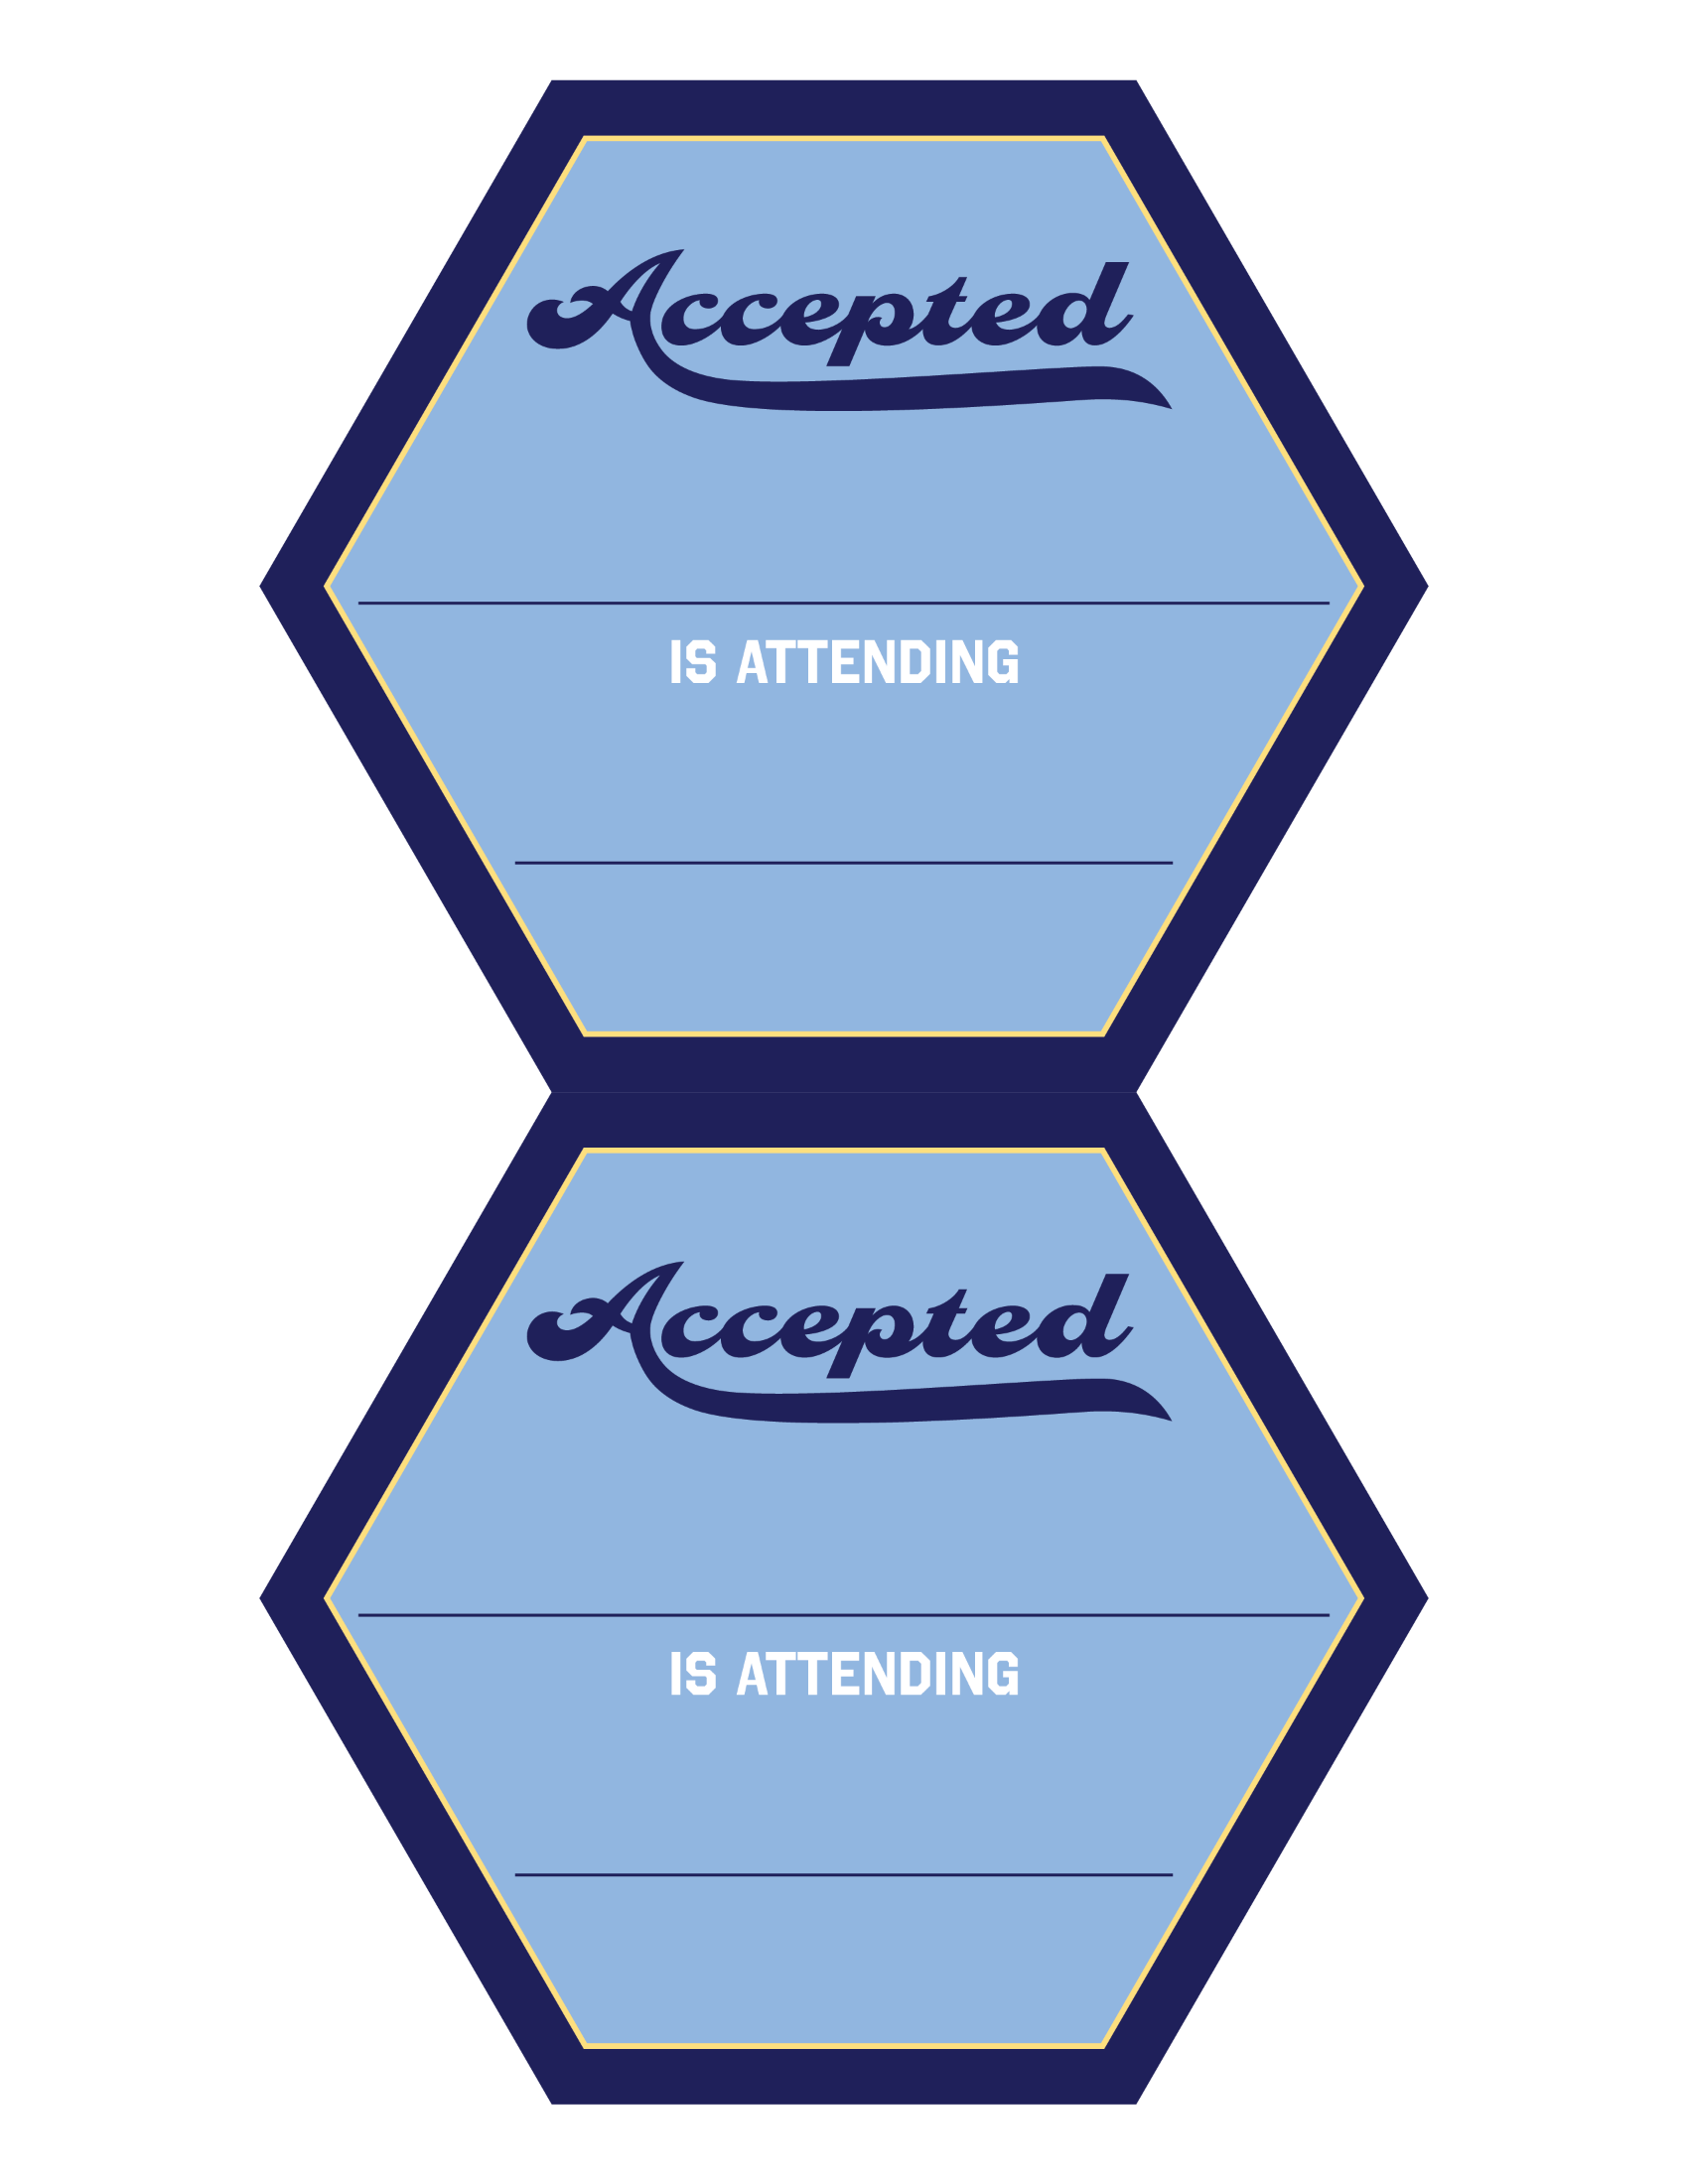 Accepted
IS ATTENDING
Accepted
IS ATTENDING